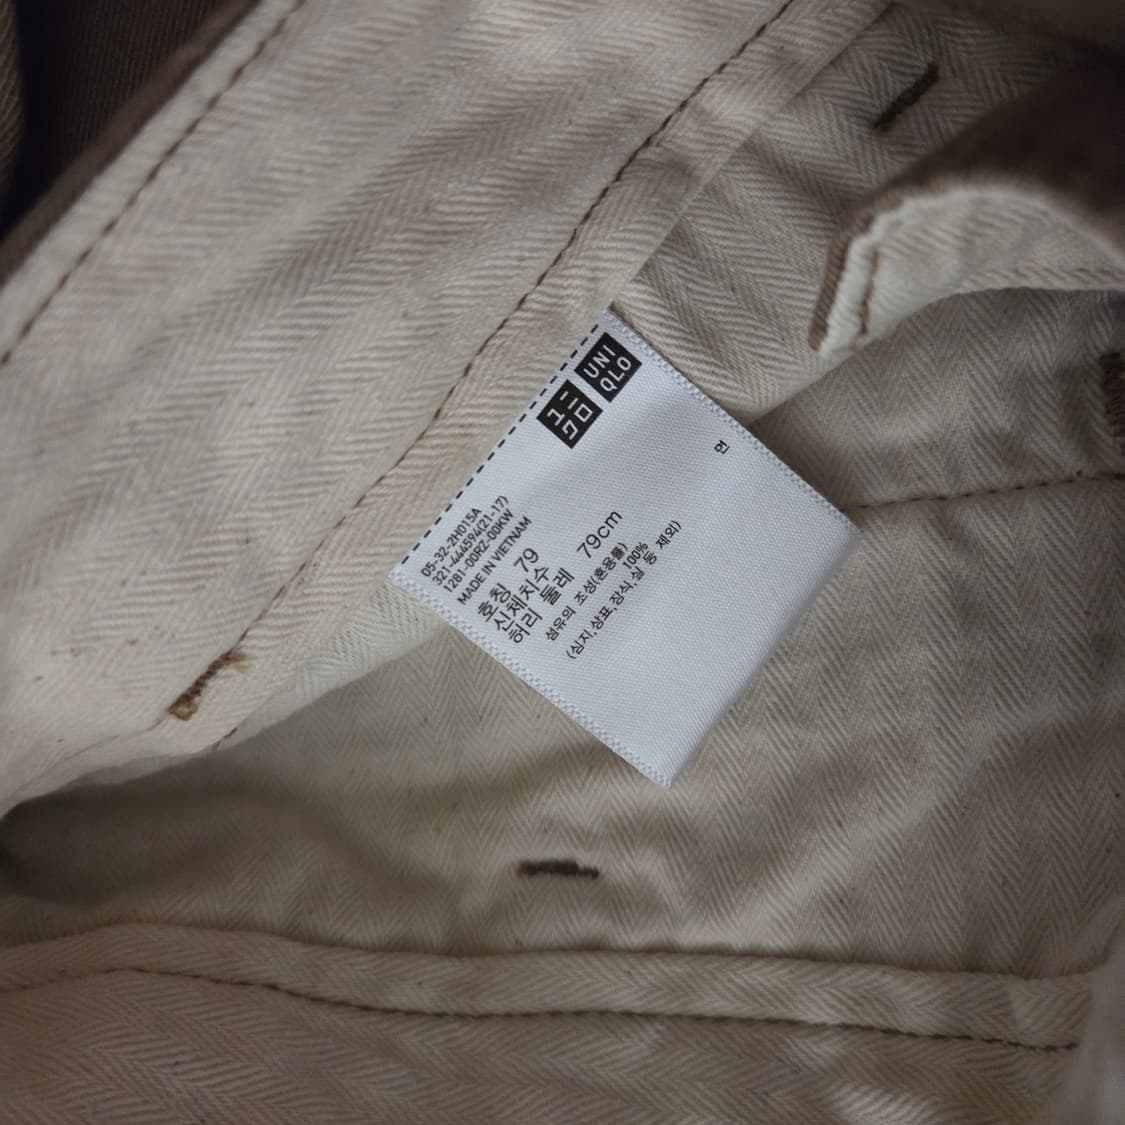 ユニ
クロ
UNI
QLO
05-32-2H015A
321-444594(21-17)
1281-00RZ-00KW
MADE IN VIETNAM
호칭 79
신체치수
허리 둘레 79cm
섬유의 조성(혼용률)
면 100%
(심지,상표,장식,실 등 제외)